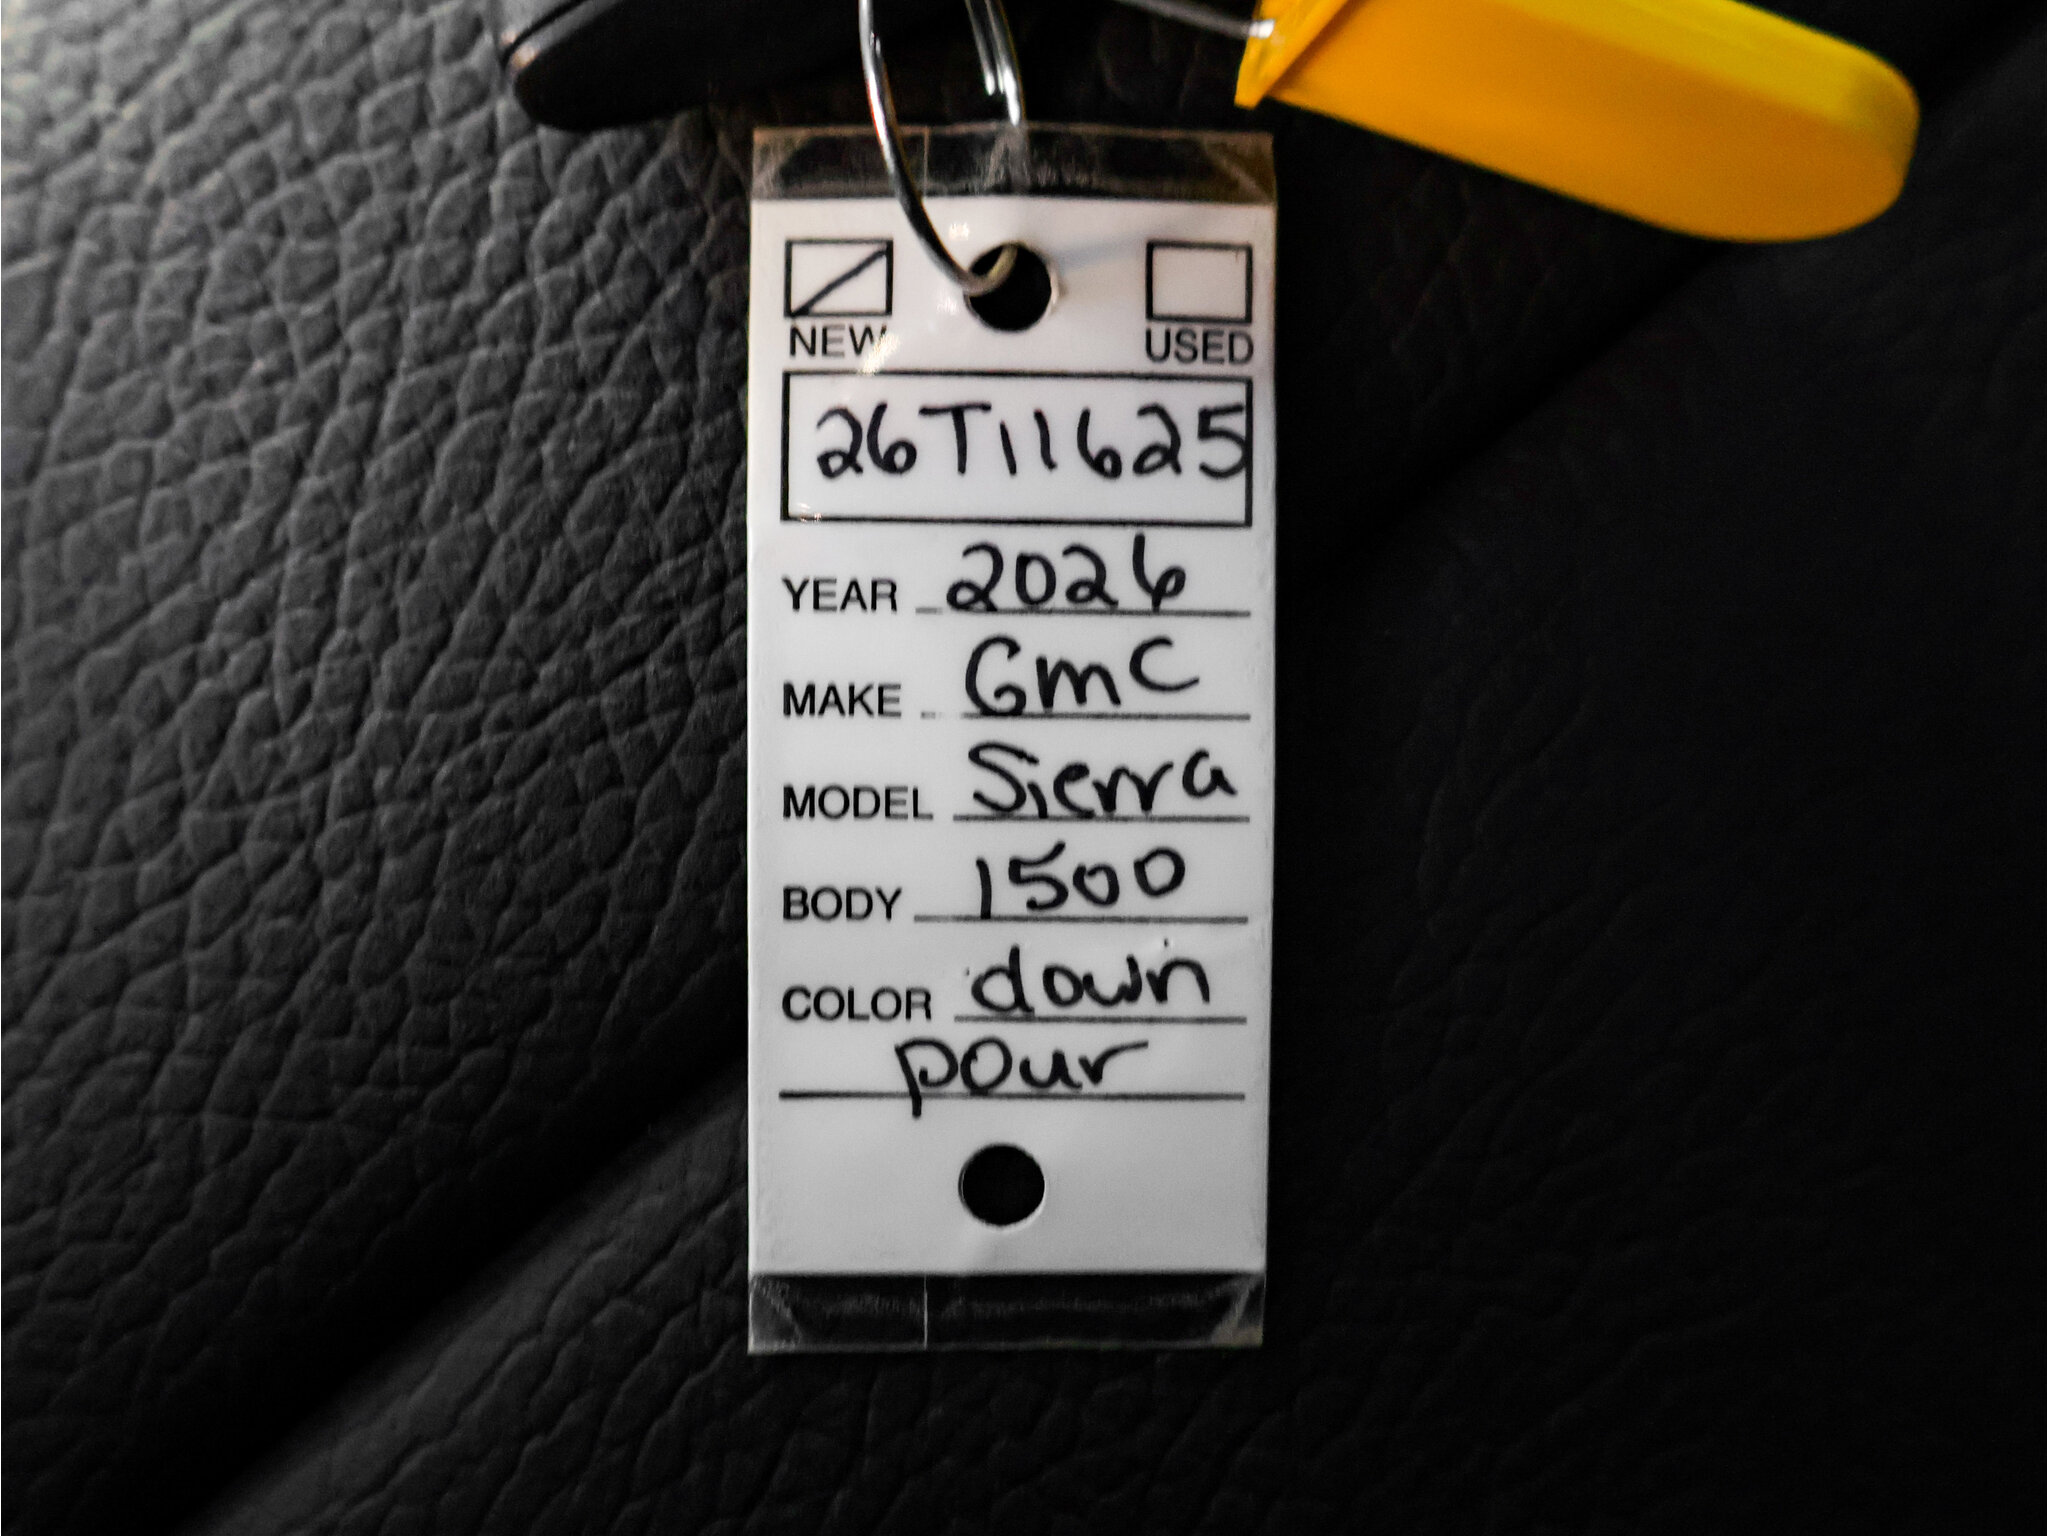 NEW USED
26T11625
YEAR 2026
MAKE GMC
MODEL Sierra
BODY 1500
COLOR down
pour